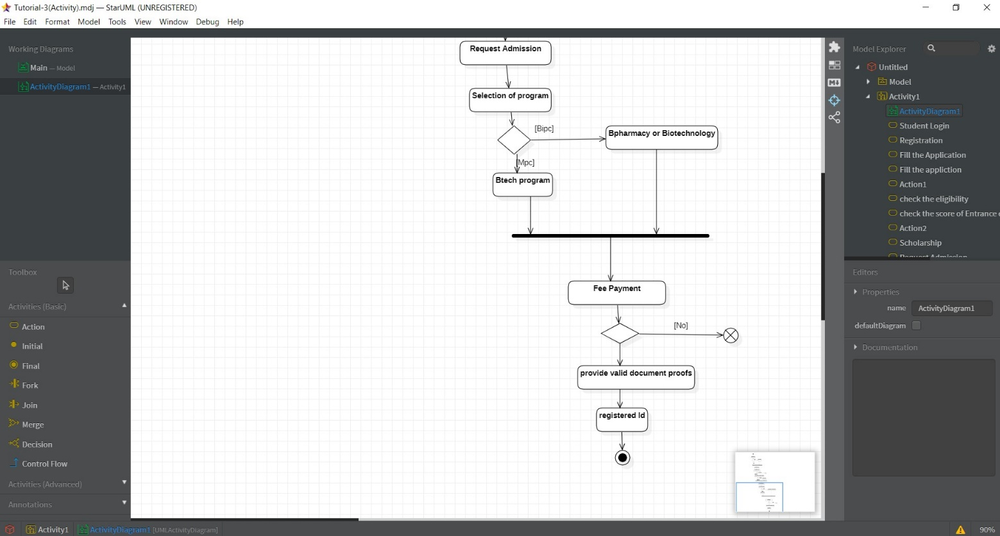 Tutorial-3(Activity).mdj — StarUML (UNREGISTERED)
File Edit Format Model Tools View Window Debug Help
Working Diagrams
Main — Model
ActivityDiagram1 — Activity1
Toolbox
Activities (Basic)
Action
Initial
Final
Fork
Join
Merge
Decision
Control Flow
Activities (Advanced)
Annotations
Request Admission
Selection of program
[Bipc]
Bpharmacy or Biotechnology
[Mpc]
Btech program
Fee Payment
[No]
provide valid document proofs
registered Id
M
Model Explorer
Untitled
Model
Activity1
ActivityDiagram1
Student Login
Registration
Fill the Application
Fill the appliction
Action1
check the eligibility
check the score of Entrance
Action2
Scholarship
Request Admission
Editors
Properties
name ActivityDiagram1
defaultDiagram
Documentation
Activity1 ActivityDiagram1 [UMLActivityDiagram]
90%